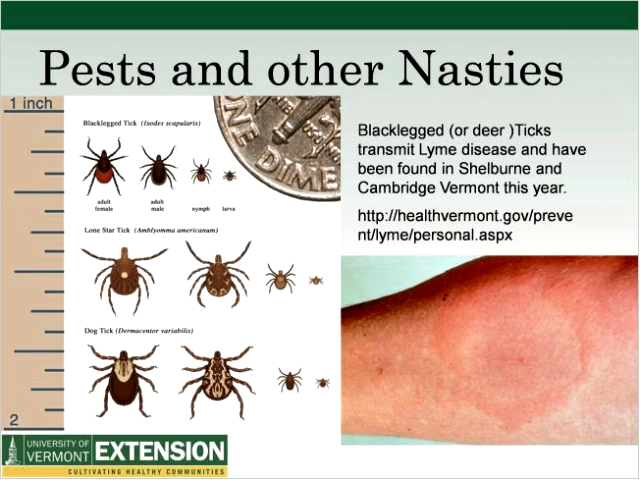 Pests and other Nasties
1 inch
Blacklegged Tick (Ixodes scapularis)
ONE DIME
adult female
adult male
nymph
larva
Lone Star Tick (Amblyomma americanum)
Dog Tick (Dermacentor variabilis)
2
Blacklegged (or deer )Ticks
transmit Lyme disease and have
been found in Shelburne and
Cambridge Vermont this year.
http://healthvermont.gov/preve
nt/lyme/personal.aspx
UNIVERSITY OF
VERMONT
EXTENSION
CULTIVATING HEALTHY COMMUNITIES